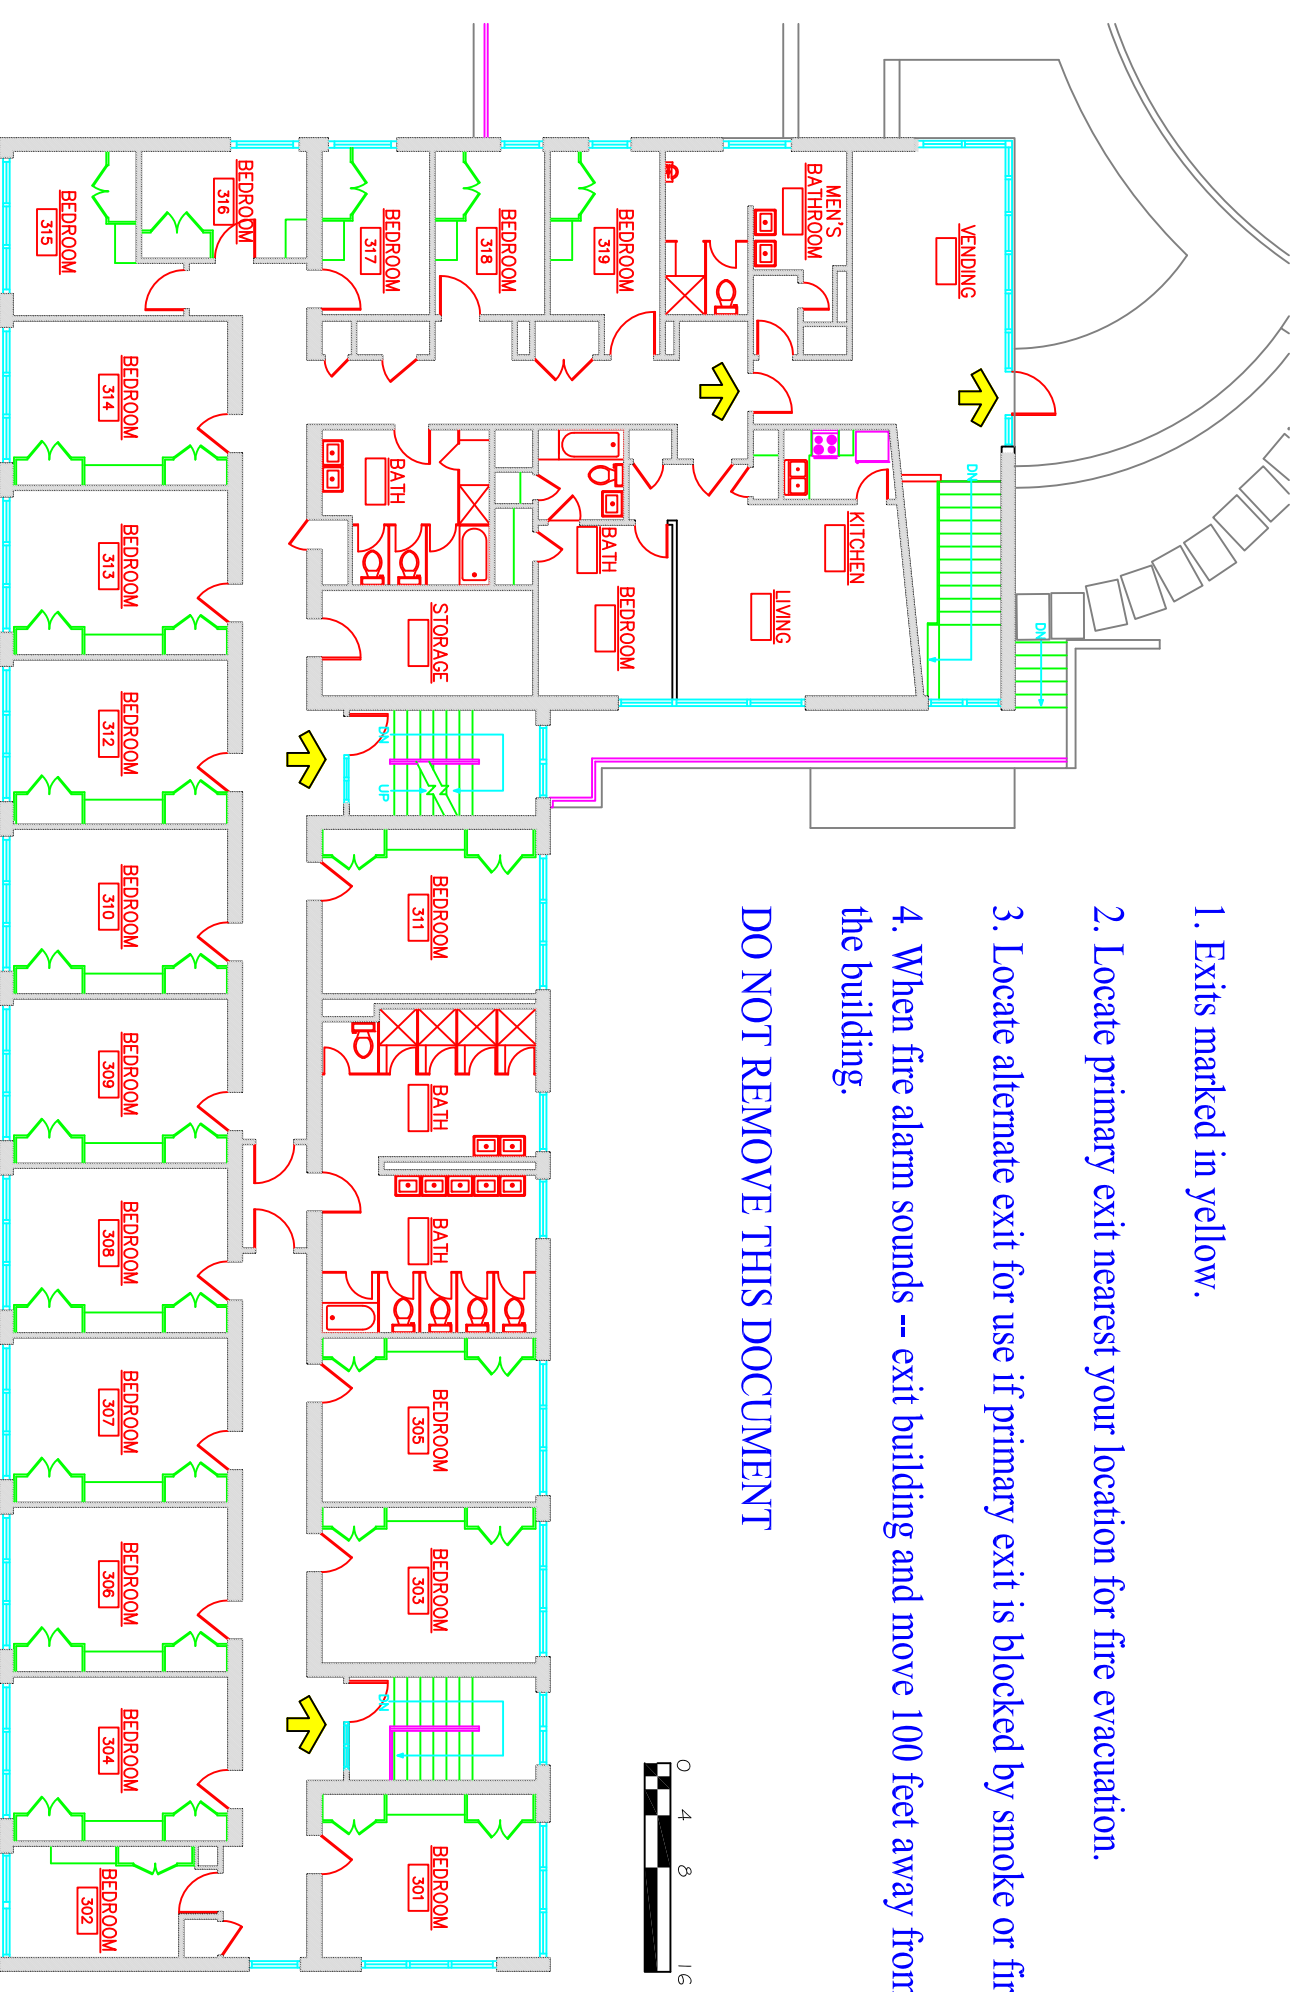 1. Exits marked in yellow.
2. Locate primary exit nearest your location for fire evacuation.
3. Locate alternate exit for use if primary exit is blocked by smoke or fir
4. When fire alarm sounds -- exit building and move 100 feet away from
the building.
DO NOT REMOVE THIS DOCUMENT
DN
DN
VENDING
KITCHEN
MEN'S
BATHROOM
LIVING
0 4 8 16
BATH
BEDROOM
BEDROOM
319
BEDROOM
318
BEDROOM
317
BEDROOM
316
BEDROOM
315
BATH
STORAGE
DN
UP
BEDROOM
311
BATH
BATH
BEDROOM
305
BEDROOM
303
DN
BEDROOM
301
BEDROOM
314
BEDROOM
313
BEDROOM
312
BEDROOM
310
BEDROOM
309
BEDROOM
308
BEDROOM
307
BEDROOM
306
BEDROOM
304
BEDROOM
302